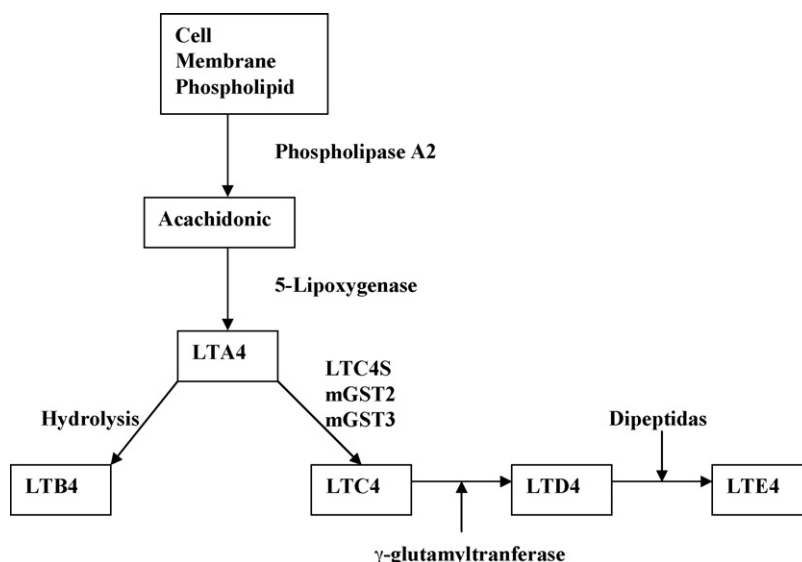 Cell
Membrane
Phospholipid
Phospholipase A2
Acachidonic
5-Lipoxygenase
LTA4
LTC4S
mGST2
mGST3
Hydrolysis
Dipeptidas
LTB4
LTC4
LTD4
LTE4
γ-glutamyltranferase